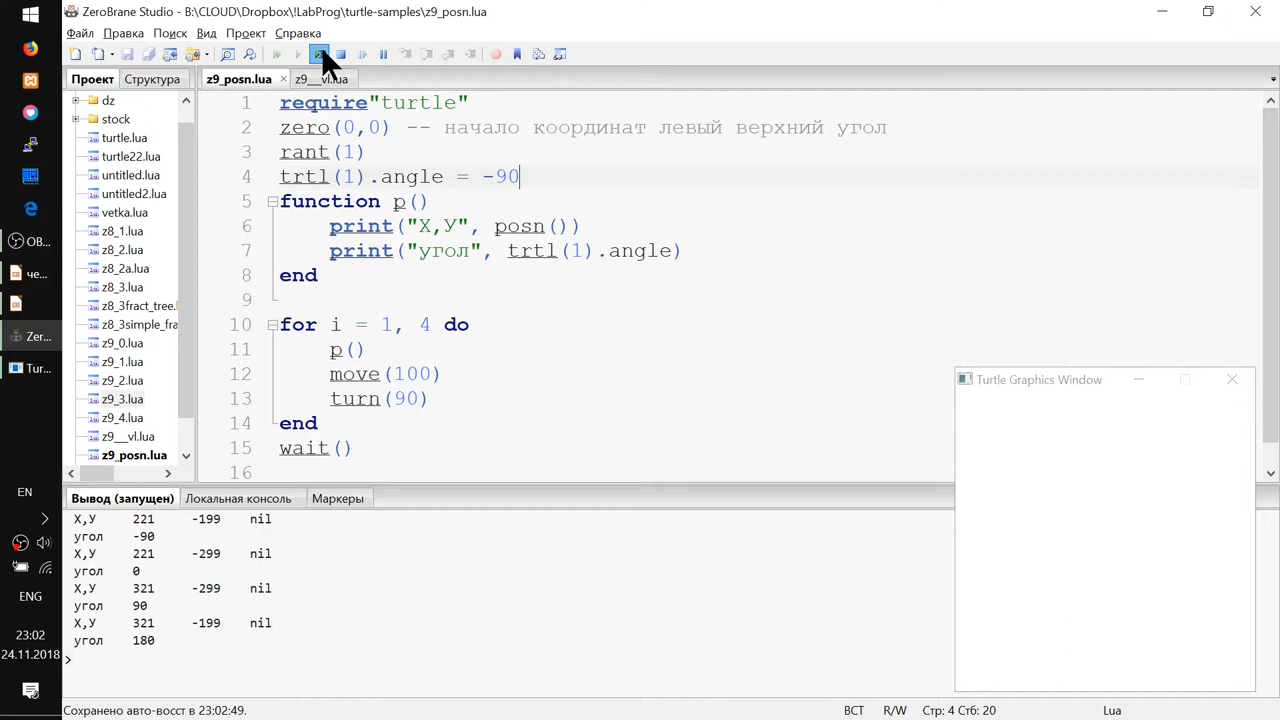 ZeroBrane Studio - B:\CLOUD\Dropbox\!LabProg\turtle-samples\z9_posn.lua
Файл Правка Поиск Вид Проект Справка
Проект Структура
z9_posn.lua
z9__vl.lua
dz
stock
turtle.lua
turtle22.lua
untitled.lua
untitled2.lua
vetka.lua
z8_1.lua
z8_2.lua
z8_2a.lua
z8_3.lua
z8_3fract_tree.l
z8_3simple_fra
z9_0.lua
z9_1.lua
z9_2.lua
z9_3.lua
z9_4.lua
z9__vl.lua
z9_posn.lua
1 require"turtle"
2 zero(0,0) -- начало координат левый верхний угол
3 rant(1)
4 trtl(1).angle = -90
5 function p()
6 print("Х,У", posn())
7 print("угол", trtl(1).angle)
8 end
9
10 for i = 1, 4 do
11 p()
12 move(100)
13 turn(90)
14 end
15 wait()
16
Turtle Graphics Window
Вывод (запущен) Локальная консоль Маркеры
Х,У 221 -199 nil
угол -90
Х,У 221 -299 nil
угол 0
Х,У 321 -299 nil
угол 90
Х,У 321 -199 nil
угол 180
>
OB...
че...
Zer...
Tur...
EN
ENG
23:02
24.11.2018
Сохранено авто-восст в 23:02:49.
ВСТ R/W Стр: 4 Стб: 20 Lua